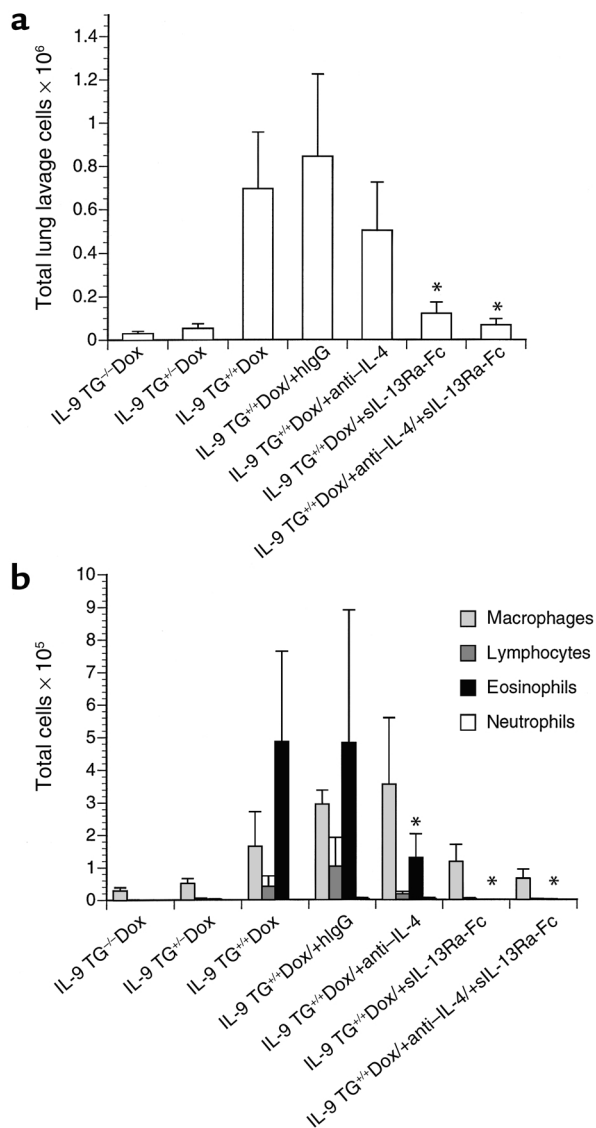 a
Total lung lavage cells × 10⁶
1.4
1.2
1
0.8
0.6
0.4
0.2
0
*
*
IL-9 TG⁻/⁻Dox
IL-9 TG⁺/⁻Dox
IL-9 TG⁺/⁺Dox
IL-9 TG⁺/⁺Dox/+hIgG
IL-9 TG⁺/⁺Dox/+anti–IL-4
IL-9 TG⁺/⁺Dox/+sIL-13Ra-Fc
IL-9 TG⁺/⁺Dox/+anti–IL-4/+sIL-13Ra-Fc
b
Total cells × 10⁵
10
9
8
7
6
5
4
3
2
1
0
Macrophages
Lymphocytes
Eosinophils
Neutrophils
*
*
*
IL-9 TG⁻/⁻Dox
IL-9 TG⁺/⁻Dox
IL-9 TG⁺/⁺Dox
IL-9 TG⁺/⁺Dox/+hIgG
IL-9 TG⁺/⁺Dox/+anti–IL-4
IL-9 TG⁺/⁺Dox/+sIL-13Ra-Fc
IL-9 TG⁺/⁺Dox/+anti–IL-4/+sIL-13Ra-Fc